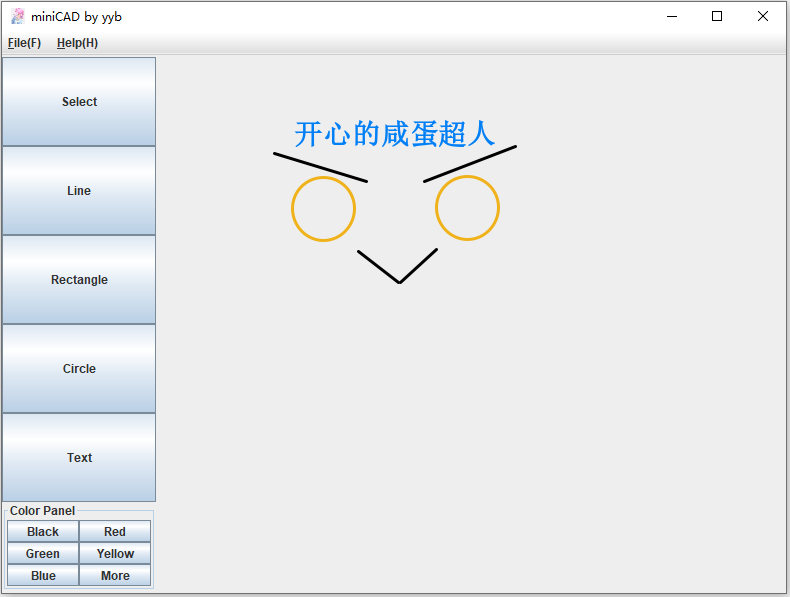 miniCAD by yyb
File(F) Help(H)
Select
Line
Rectangle
Circle
Text
Color Panel
Black Red
Green Yellow
Blue More
开心的咸蛋超人